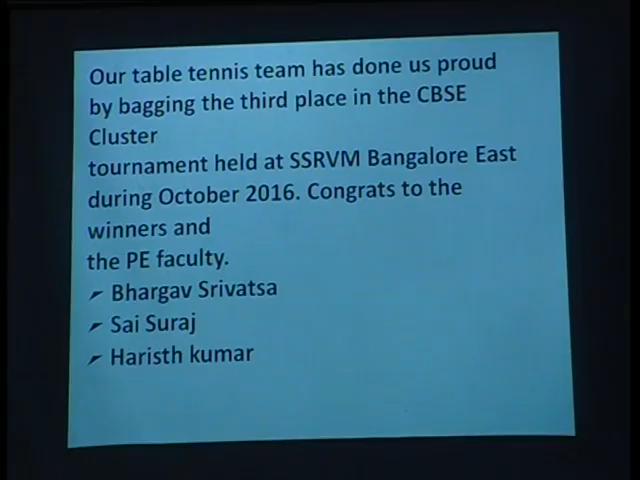 Our table tennis team has done us proud
by bagging the third place in the CBSE
Cluster
tournament held at SSRVM Bangalore East
during October 2016. Congrats to the
winners and
the PE faculty.
Bhargav Srivatsa
Sai Suraj
Haristh kumar